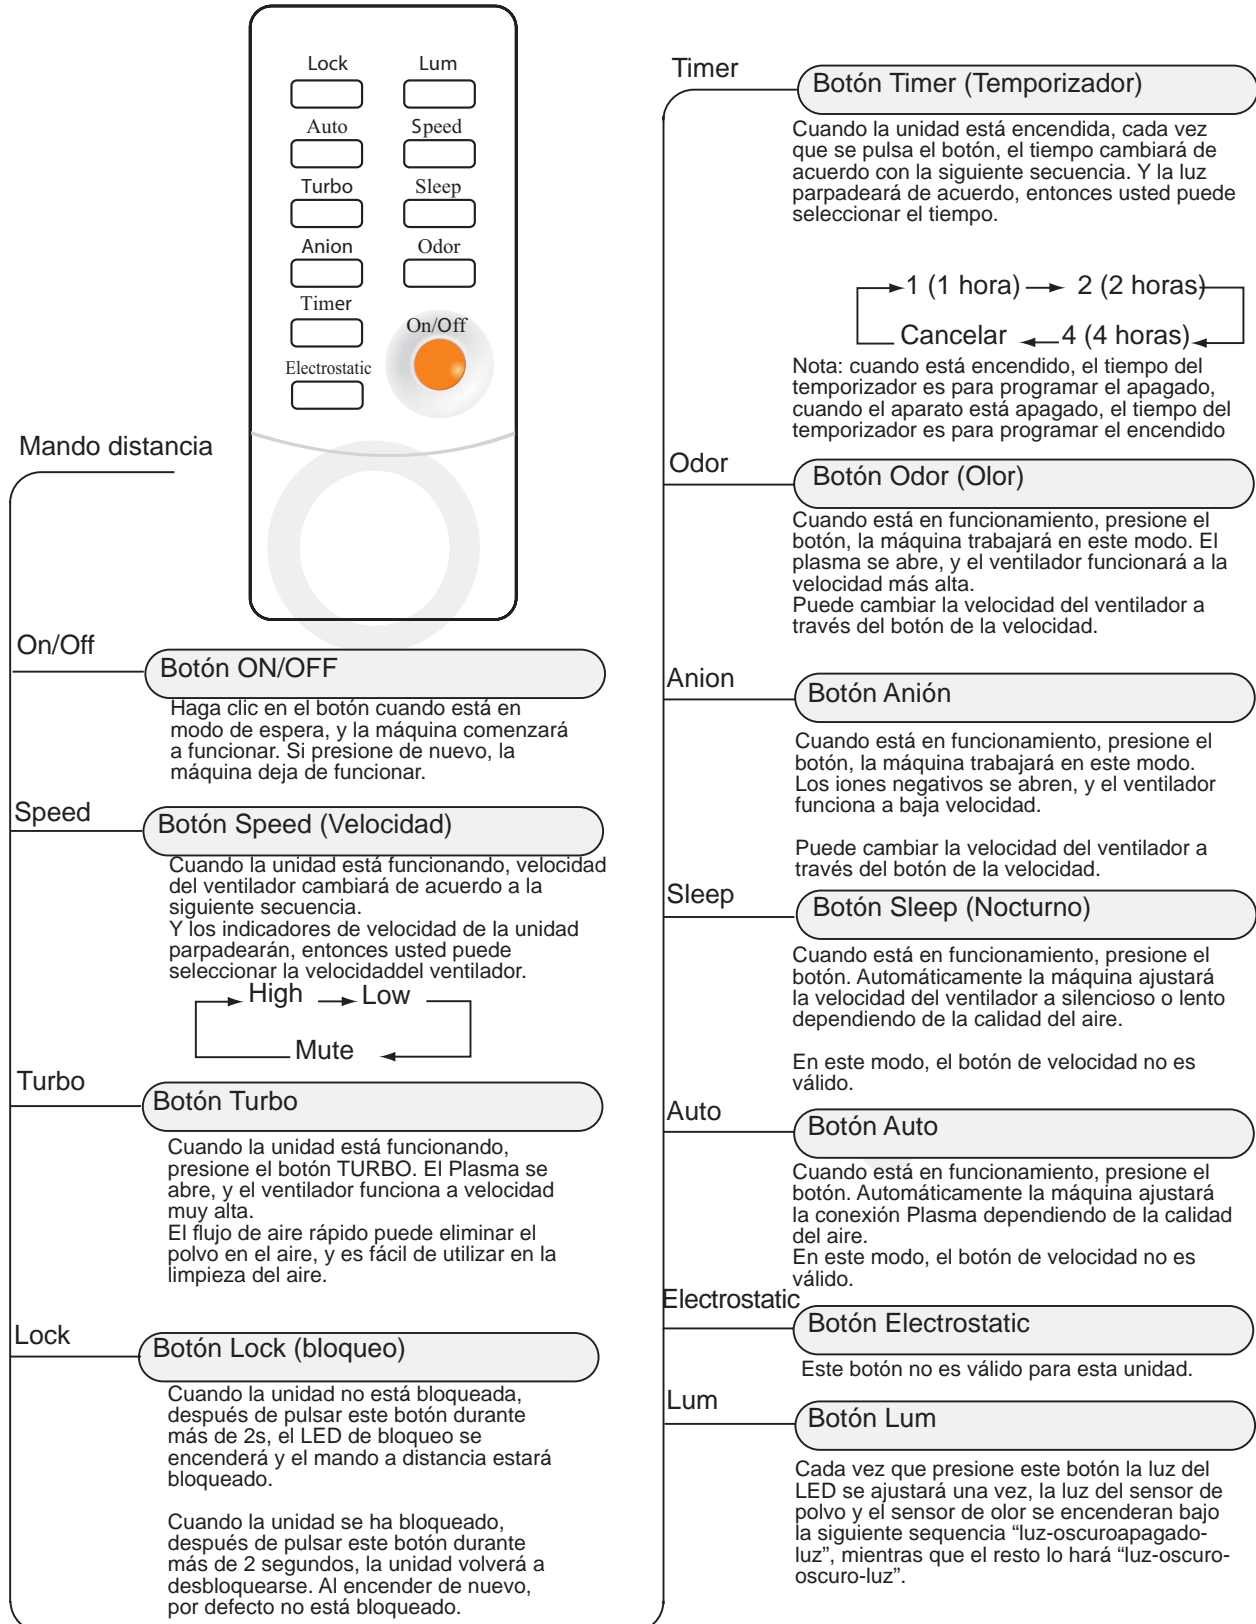 Lock Lum
Auto Speed
Turbo Sleep
Anion Odor
Timer
On/Off
Electrostatic
Mando distancia
On/Off
Botón ON/OFF
Haga clic en el botón cuando está en
modo de espera, y la máquina comenzará
a funcionar. Si presione de nuevo, la
máquina deja de funcionar.
Speed
Botón Speed (Velocidad)
Cuando la unidad está funcionando, velocidad
del ventilador cambiará de acuerdo a la
siguiente secuencia.
Y los indicadores de velocidad de la unidad
parpadearán, entonces usted puede
seleccionar la velocidaddel ventilador.
High Low
Mute
Turbo
Botón Turbo
Cuando la unidad está funcionando,
presione el botón TURBO. El Plasma se
abre, y el ventilador funciona a velocidad
muy alta.
El flujo de aire rápido puede eliminar el
polvo en el aire, y es fácil de utilizar en la
limpieza del aire.
Lock
Botón Lock (bloqueo)
Cuando la unidad no está bloqueada,
después de pulsar este botón durante
más de 2s, el LED de bloqueo se
encenderá y el mando a distancia estará
bloqueado.
Cuando la unidad se ha bloqueado,
después de pulsar este botón durante
más de 2 segundos, la unidad volverá a
desbloquearse. Al encender de nuevo,
por defecto no está bloqueado.
Timer
Botón Timer (Temporizador)
Cuando la unidad está encendida, cada vez
que se pulsa el botón, el tiempo cambiará de
acuerdo con la siguiente secuencia. Y la luz
parpadeará de acuerdo, entonces usted puede
seleccionar el tiempo.
1 (1 hora) 2 (2 horas)
Cancelar 4 (4 horas)
Nota: cuando está encendido, el tiempo del
temporizador es para programar el apagado,
cuando el aparato está apagado, el tiempo del
temporizador es para programar el encendido
Odor
Botón Odor (Olor)
Cuando está en funcionamiento, presione el
botón, la máquina trabajará en este modo. El
plasma se abre, y el ventilador funcionará a la
velocidad más alta.
Puede cambiar la velocidad del ventilador a
través del botón de la velocidad.
Anion
Botón Anión
Cuando está en funcionamiento, presione el
botón, la máquina trabajará en este modo.
Los iones negativos se abren, y el ventilador
funciona a baja velocidad.
Puede cambiar la velocidad del ventilador a
través del botón de la velocidad.
Sleep
Botón Sleep (Nocturno)
Cuando está en funcionamiento, presione el
botón. Automáticamente la máquina ajustará
la velocidad del ventilador a silencioso o lento
dependiendo de la calidad del aire.
En este modo, el botón de velocidad no es
válido.
Auto
Botón Auto
Cuando está en funcionamiento, presione el
botón. Automáticamente la máquina ajustará
la conexión Plasma dependiendo de la calidad
del aire.
En este modo, el botón de velocidad no es
válido.
Electrostatic
Botón Electrostatic
Este botón no es válido para esta unidad.
Lum
Botón Lum
Cada vez que presione este botón la luz del
LED se ajustará una vez, la luz del sensor de
polvo y el sensor de olor se encenderan bajo
la siguiente sequencia “luz-oscuroapagado-
luz”, mientras que el resto lo hará “luz-oscuro-
oscuro-luz”.